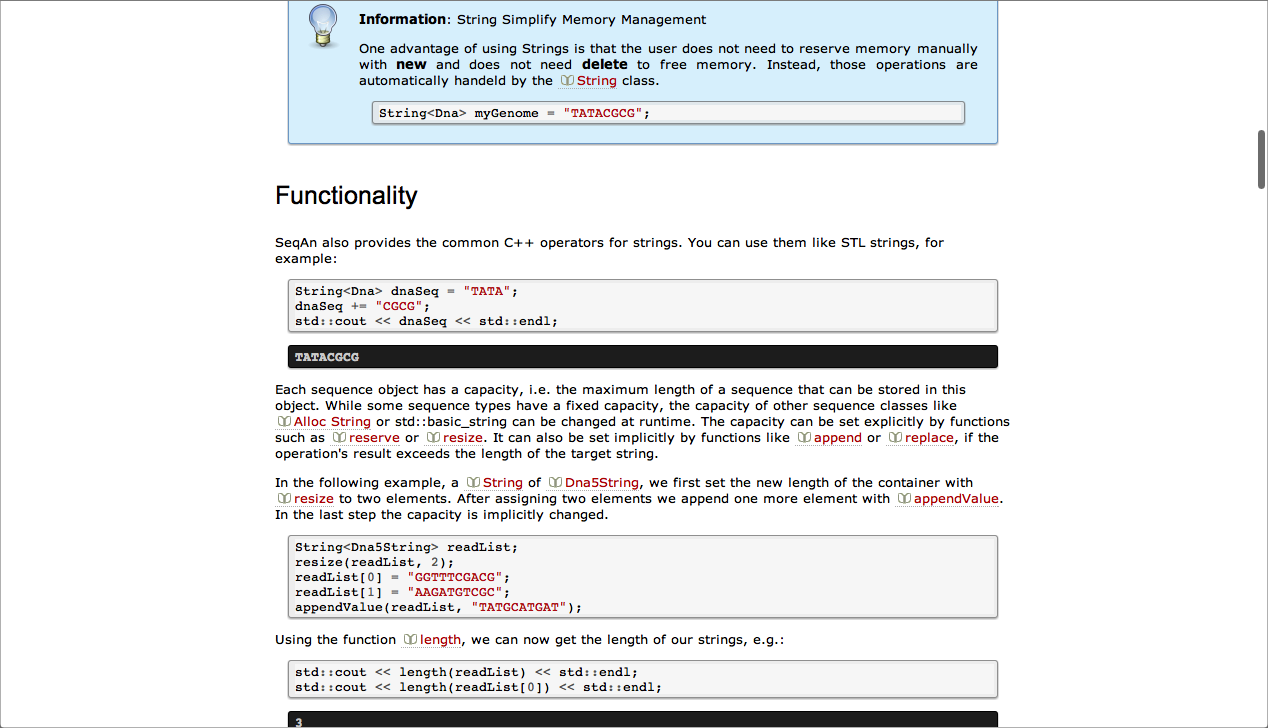 Information: String Simplify Memory Management
One advantage of using Strings is that the user does not need to reserve memory manually
with new and does not need delete to free memory. Instead, those operations are
automatically handeld by the String class.
String<Dna> myGenome = "TATACGCG";
Functionality
SeqAn also provides the common C++ operators for strings. You can use them like STL strings, for
example:
String<Dna> dnaSeq = "TATA";
dnaSeq += "CGCG";
std::cout << dnaSeq << std::endl;
TATACGCG
Each sequence object has a capacity, i.e. the maximum length of a sequence that can be stored in this
object. While some sequence types have a fixed capacity, the capacity of other sequence classes like
Alloc String or std::basic_string can be changed at runtime. The capacity can be set explicitly by functions
such as reserve or resize. It can also be set implicitly by functions like append or replace, if the
operation's result exceeds the length of the target string.
In the following example, a String of Dna5String, we first set the new length of the container with
resize to two elements. After assigning two elements we append one more element with appendValue.
In the last step the capacity is implicitly changed.
String<Dna5String> readList;
resize(readList, 2);
readList[0] = "GGTTTCGACG";
readList[1] = "AAGATGTCGC";
appendValue(readList, "TATGCATGAT");
Using the function length, we can now get the length of our strings, e.g.:
std::cout << length(readList) << std::endl;
std::cout << length(readList[0]) << std::endl;
3